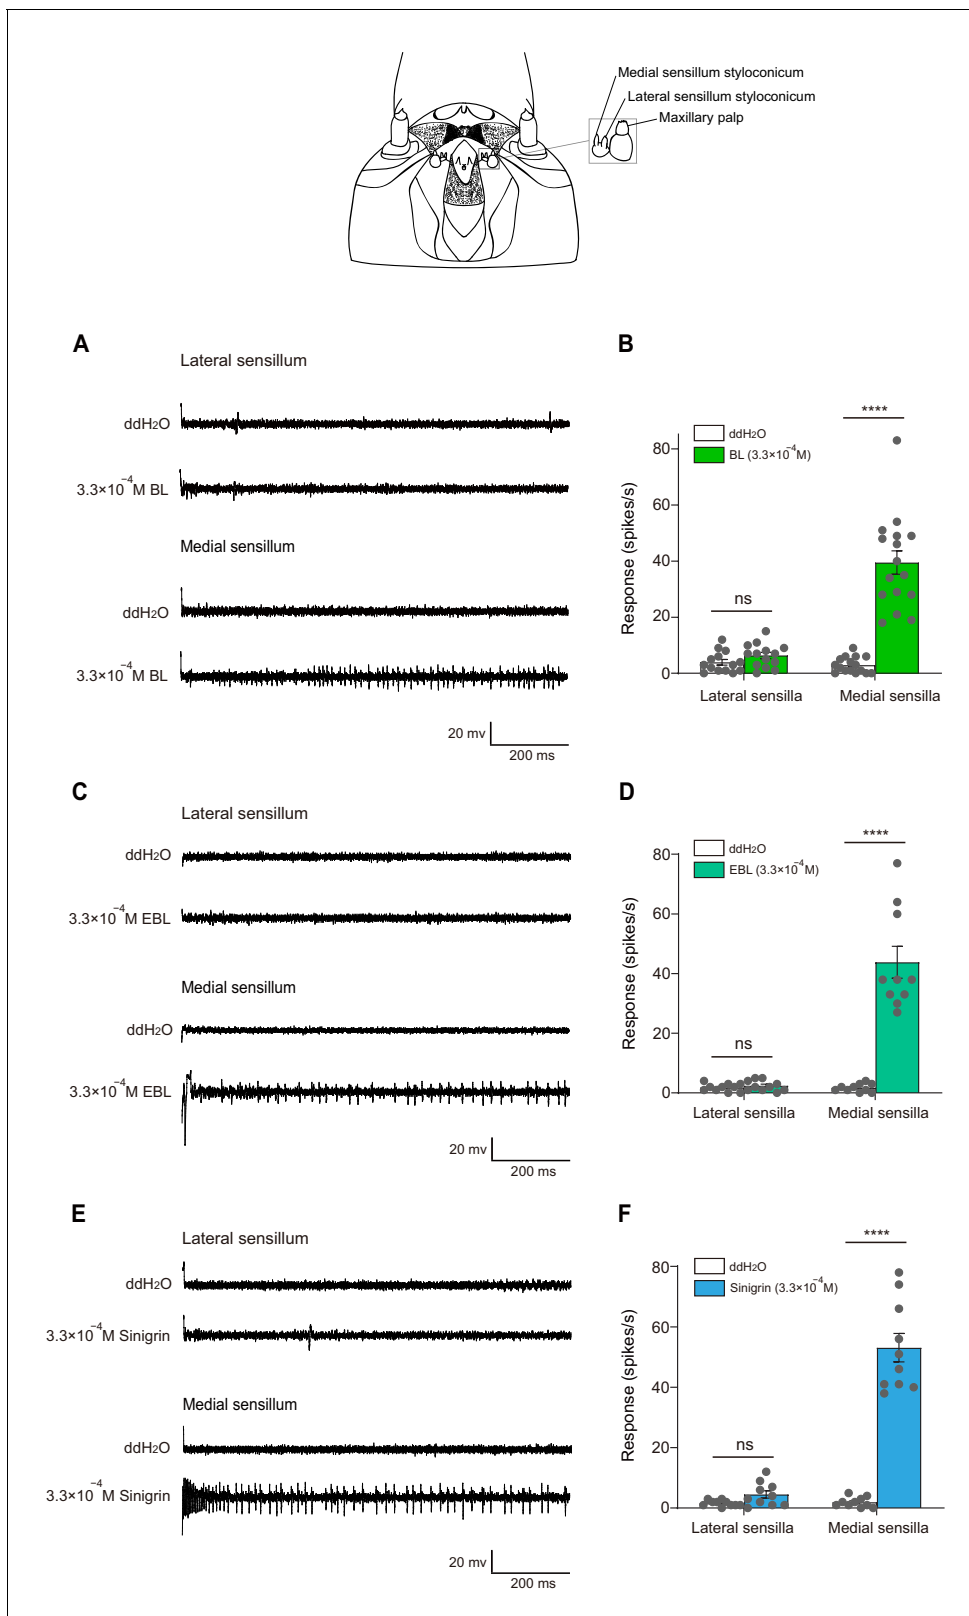 Medial sensillum styloconicum
Lateral sensillum styloconicum
Maxillary palp
A
Lateral sensillum
ddH2O
3.3×10⁻⁴M BL
Medial sensillum
ddH2O
3.3×10⁻⁴M BL
20 mv
200 ms
B
****
ddH2O
BL (3.3×10⁻⁴M)
Response (spikes/s)
80
60
40
20
0
ns
Lateral sensilla
Medial sensilla
C
Lateral sensillum
ddH2O
3.3×10⁻⁴M EBL
Medial sensillum
ddH2O
3.3×10⁻⁴M EBL
20 mv
200 ms
D
****
ddH2O
EBL (3.3×10⁻⁴M)
Response (spikes/s)
80
60
40
20
0
ns
Lateral sensilla
Medial sensilla
E
Lateral sensillum
ddH2O
3.3×10⁻⁴M Sinigrin
Medial sensillum
ddH2O
3.3×10⁻⁴M Sinigrin
20 mv
200 ms
F
****
ddH2O
Sinigrin (3.3×10⁻⁴M)
Response (spikes/s)
80
60
40
20
0
ns
Lateral sensilla
Medial sensilla